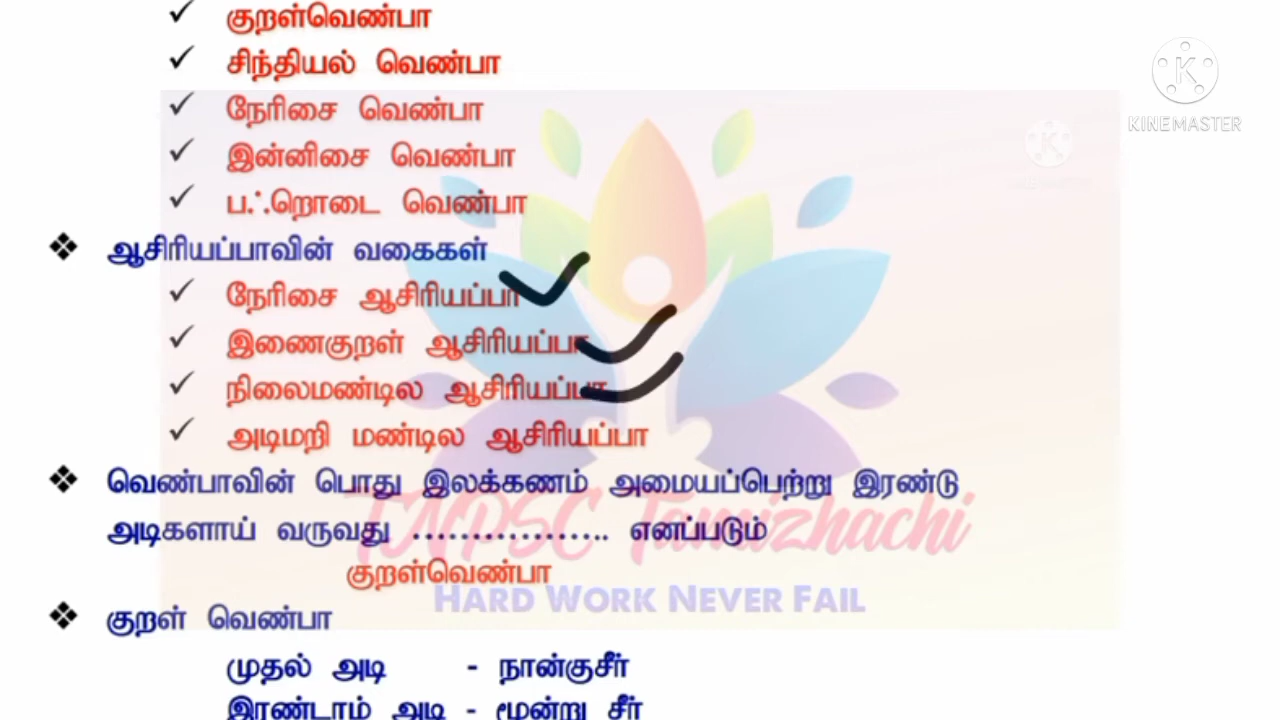 குறள்வெண்பா
சிந்தியல் வெண்பா
KINEMASTER
நேரிசை வெண்பா
இன்னிசை வெண்பா
பஃறொடை வெண்பா
ஆசிரியப்பாவின் வகைகள்
நேரிசை ஆசிரியப்பா
இணைகுறள் ஆசிரியப்பா
நிலைமண்டில ஆசிரியப்பா
அடிமறி மண்டில ஆசிரியப்பா
வெண்பாவின் பொது இலக்கணம் அமையப்பெற்று இரண்டு
அடிகளாய் வருவது ................... எனப்படும்
TNPSC Tamizhachi
குறள்வெண்பா
HARD WORK NEVER FAIL
குறள் வெண்பா
முதல் அடி - நான்குசீர்
இரண்டாம் அடி - மூன்று சீர்